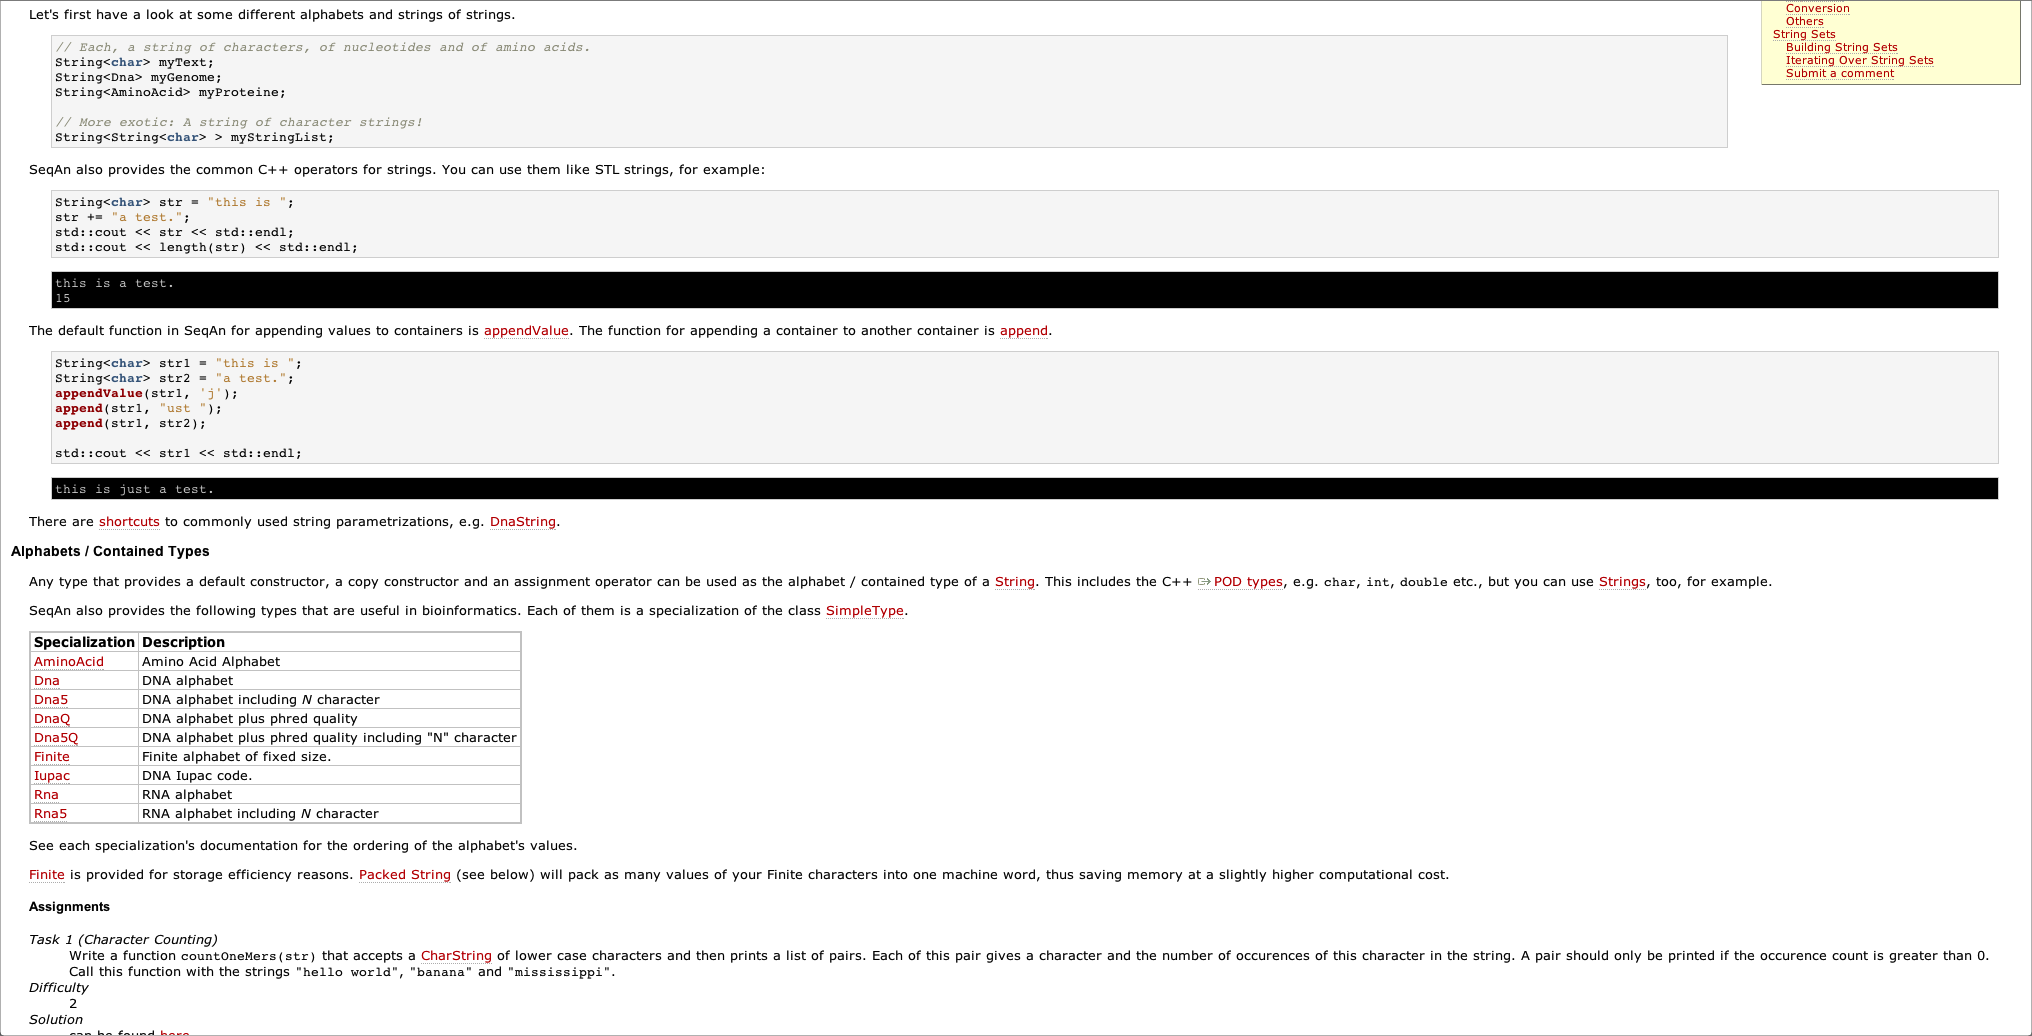 Let's first have a look at some different alphabets and strings of strings.
Conversion
Others
String Sets
Building String Sets
Iterating Over String Sets
Submit a comment
// Each, a string of characters, of nucleotides and of amino acids.
String<char> myText;
String<Dna> myGenome;
String<AminoAcid> myProteine;
// More exotic: A string of character strings!
String<String<char> > myStringList;
SeqAn also provides the common C++ operators for strings. You can use them like STL strings, for example:
String<char> str = "this is ";
str += "a test.";
std::cout << str << std::endl;
std::cout << length(str) << std::endl;
this is a test.
15
The default function in SeqAn for appending values to containers is appendValue. The function for appending a container to another container is append.
String<char> str1 = "this is ";
String<char> str2 = "a test.";
appendValue(str1, 'j');
append(str1, "ust ");
append(str1, str2);
std::cout << str1 << std::endl;
this is just a test.
There are shortcuts to commonly used string parametrizations, e.g. DnaString.
Alphabets / Contained Types
Any type that provides a default constructor, a copy constructor and an assignment operator can be used as the alphabet / contained type of a String. This includes the C++ POD types, e.g. char, int, double etc., but you can use Strings, too, for example.
SeqAn also provides the following types that are useful in bioinformatics. Each of them is a specialization of the class SimpleType.
Specialization Description
AminoAcid Amino Acid Alphabet
Dna DNA alphabet
Dna5 DNA alphabet including N character
DnaQ DNA alphabet plus phred quality
Dna5Q DNA alphabet plus phred quality including "N" character
Finite Finite alphabet of fixed size.
Iupac DNA Iupac code.
Rna RNA alphabet
Rna5 RNA alphabet including N character
See each specialization's documentation for the ordering of the alphabet's values.
Finite is provided for storage efficiency reasons. Packed String (see below) will pack as many values of your Finite characters into one machine word, thus saving memory at a slightly higher computational cost.
Assignments
Task 1 (Character Counting)
Write a function countOneMers(str) that accepts a CharString of lower case characters and then prints a list of pairs. Each of this pair gives a character and the number of occurences of this character in the string. A pair should only be printed if the occurence count is greater than 0.
Call this function with the strings "hello world", "banana" and "mississippi".
Difficulty
2
Solution
can be found here